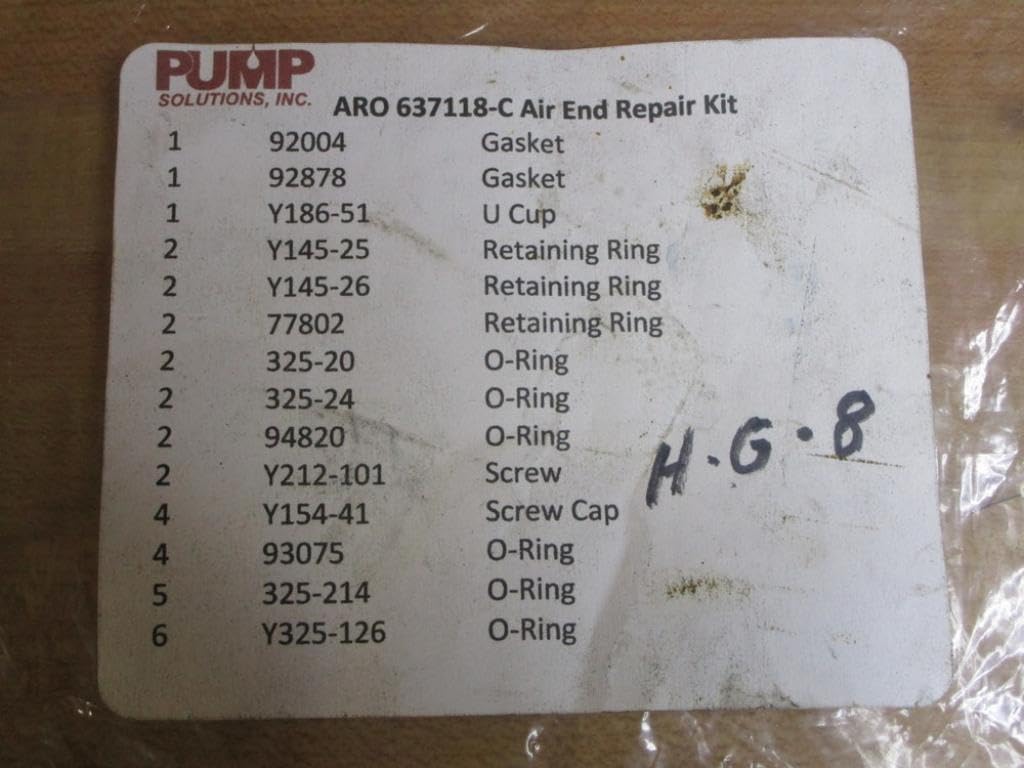 PUMP
SOLUTIONS, INC.
ARO 637118-C Air End Repair Kit
1 92004 Gasket
1 92878 Gasket
1 Y186-51 U Cup
2 Y145-25 Retaining Ring
2 Y145-26 Retaining Ring
2 77802 Retaining Ring
2 325-20 O-Ring
2 325-24 O-Ring
2 94820 O-Ring
2 Y212-101 Screw
4 Y154-41 Screw Cap
4 93075 O-Ring
5 325-214 O-Ring
6 Y325-126 O-Ring
H.G.8